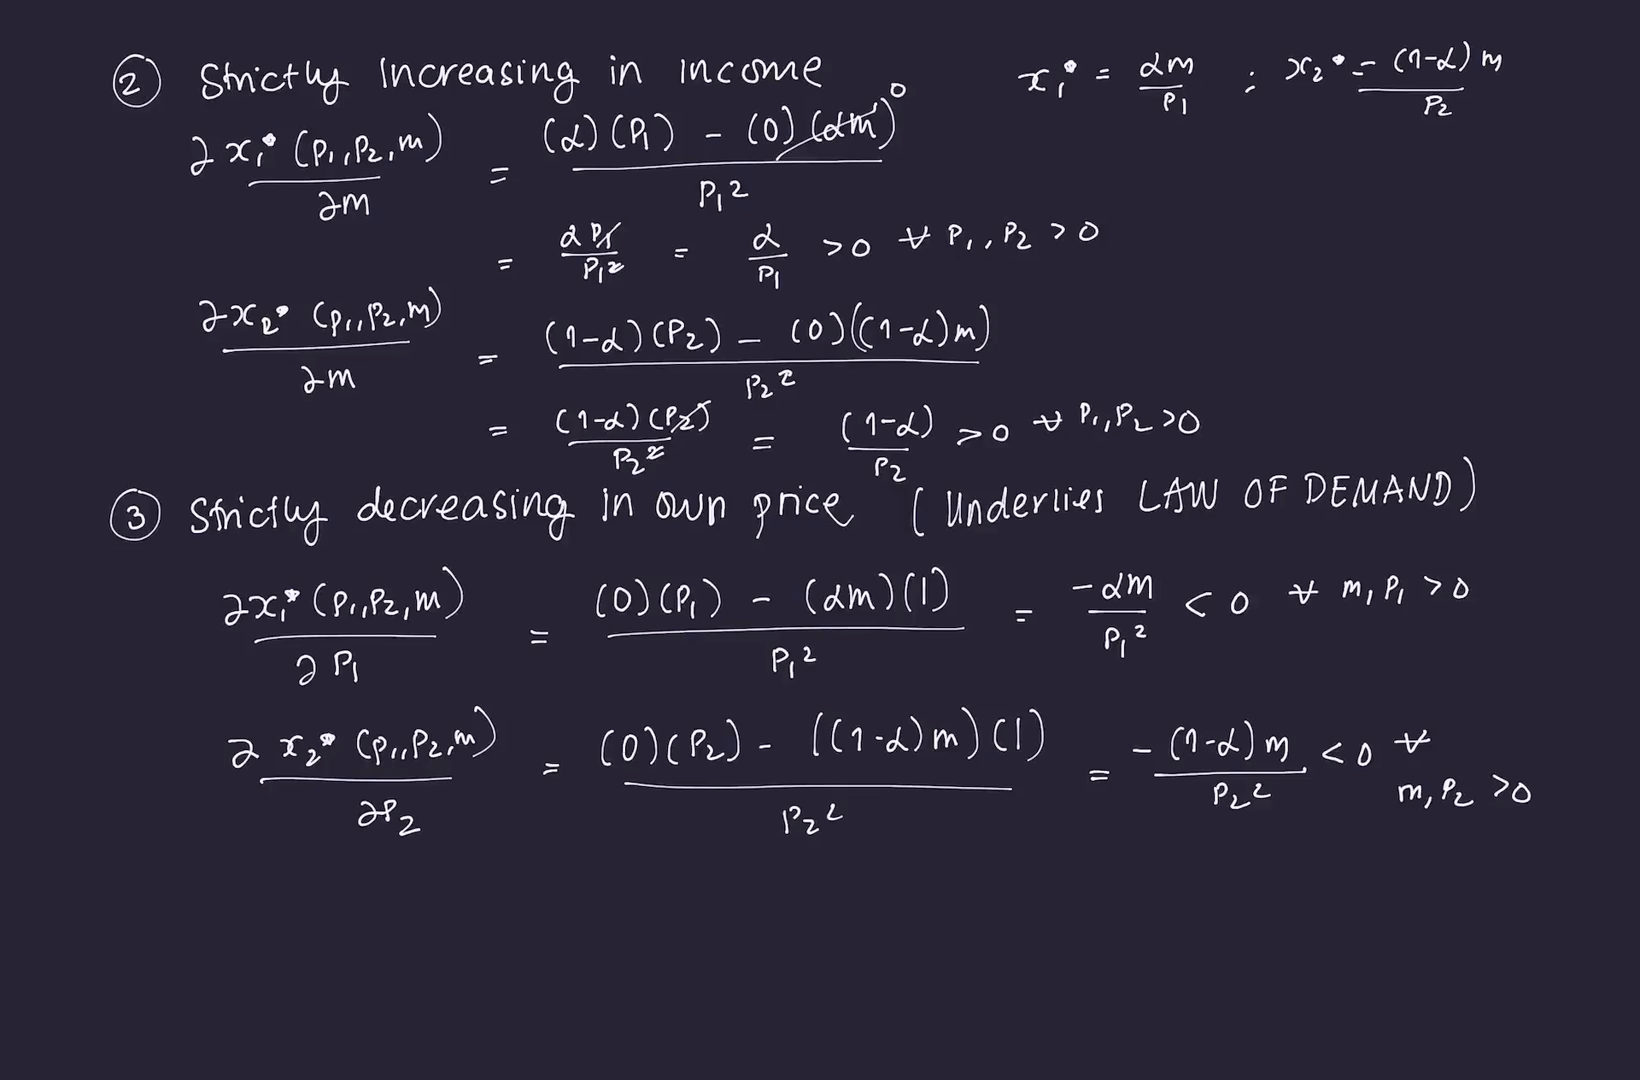 ② Strictly Increasing in income x₁* = αm/P₁ ; x₂* = (1-α)m/P₂
∂x₁*(P₁,P₂,m)/∂m = ((α)(P₁) - (0)(αm)⁰)/P₁²
= αP₁/P₁² = α/P₁ >0 ∀ P₁,P₂ >0
∂x₂*(P₁,P₂,m)/∂m = ((1-α)(P₂) - (0)((1-α)m))/P₂²
= (1-α)(P₂)/P₂² = (1-α)/P₂ >0 ∀ P₁,P₂ >0
③ Strictly decreasing in own price (Underlies LAW OF DEMAND)
∂x₁*(P₁,P₂,m)/∂P₁ = ((0)(P₁) - (αm)(1))/P₁² = -αm/P₁² < 0 ∀ m,P₁ >0
∂x₂*(P₁,P₂,m)/∂P₂ = ((0)(P₂) - ((1-α)m)(1))/P₂² = -(1-α)m/P₂² <0 ∀
m,P₂ >0